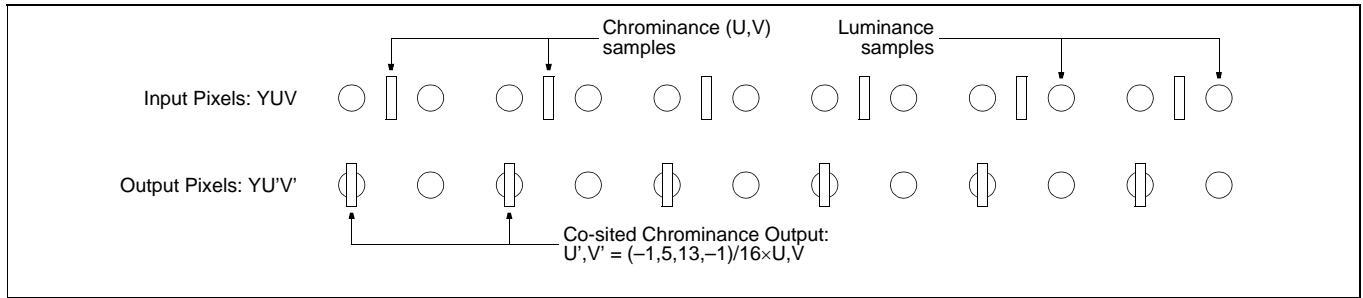 Chrominance (U,V)
samples
Luminance
samples
Input Pixels: YUV
Output Pixels: YU’V’
Co-sited Chrominance Output:
U’,V’ = (–1,5,13,–1)/16×U,V